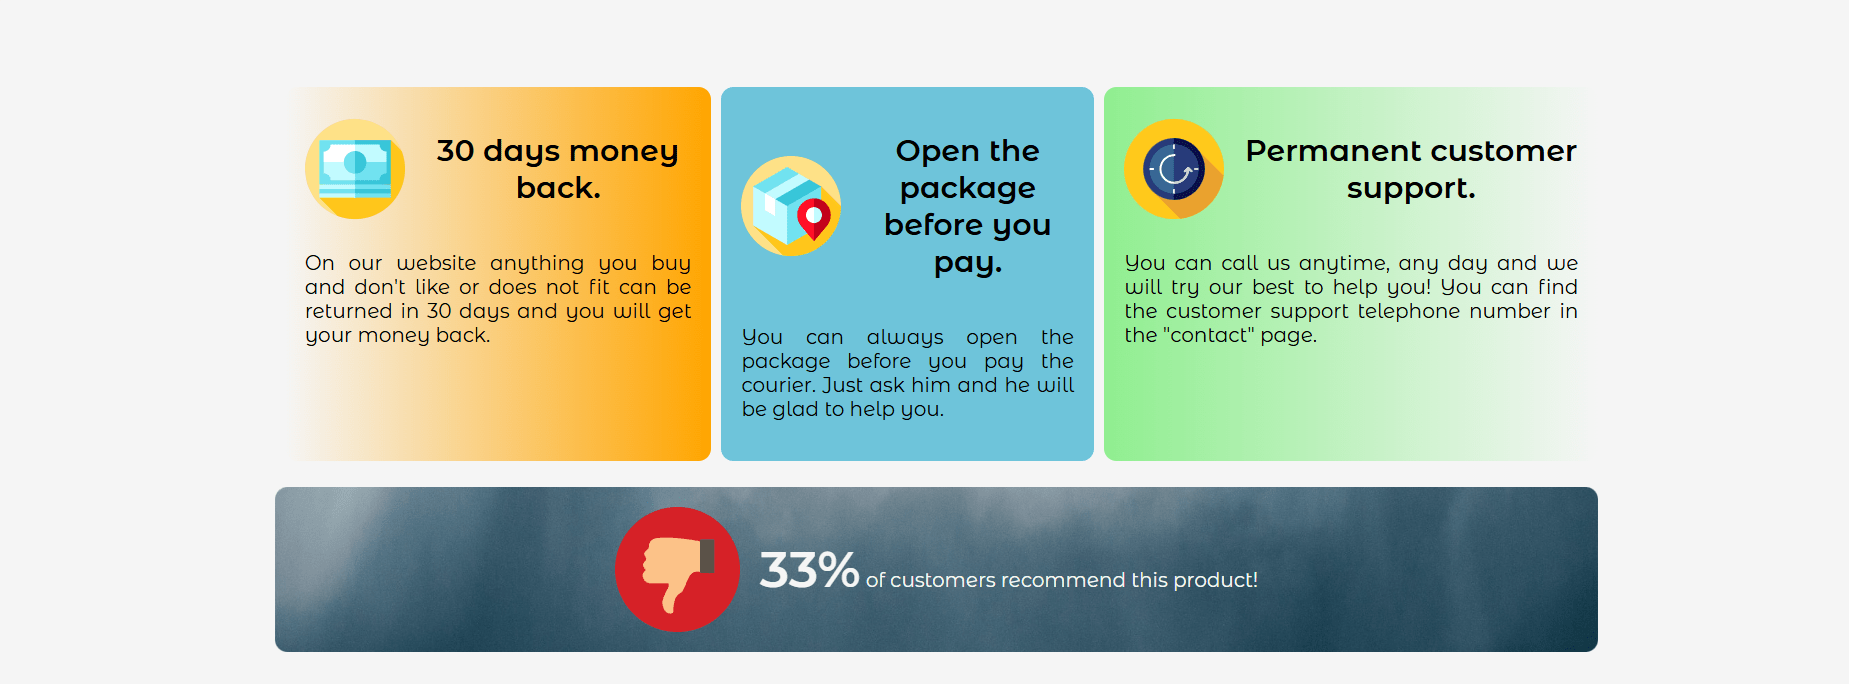 30 days money
back.
On our website anything you buy
and don't like or does not fit can be
returned in 30 days and you will get
your money back.
Open the
package
before you
pay.
You can always open the
package before you pay the
courier. Just ask him and he will
be glad to help you.
Permanent customer
support.
You can call us anytime, any day and we
will try our best to help you! You can find
the customer support telephone number in
the "contact" page.
33% of customers recommend this product!